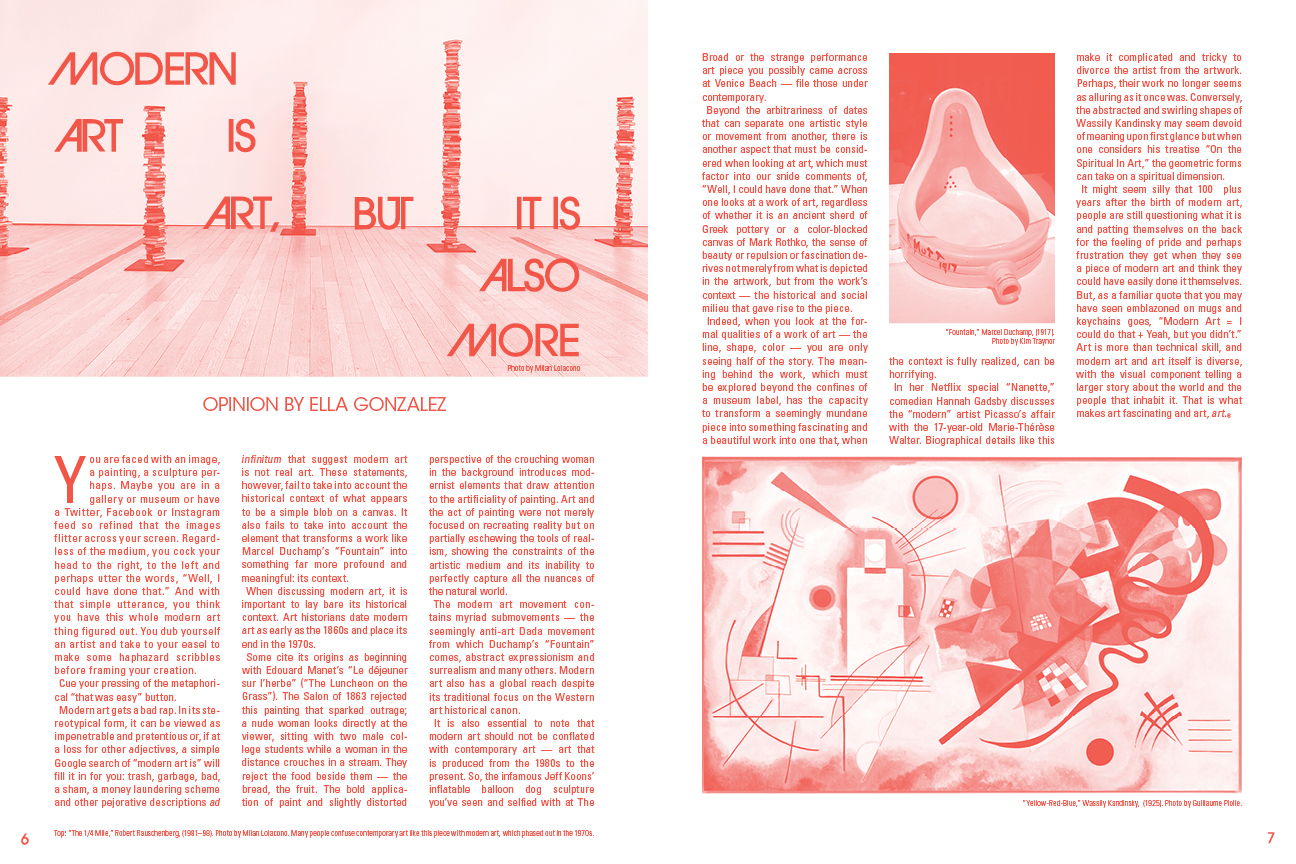 MODERN
ART IS
ART, BUT IT IS
ALSO
MORE
Photo by Milan Loiacono
OPINION BY ELLA GONZALEZ
You are faced with an image,
a painting, a sculpture per-
haps. Maybe you are in a
gallery or museum or have
a Twitter, Facebook or Instagram
feed so refined that the images
flitter across your screen. Regard-
less of the medium, you cock your
head to the right, to the left and
perhaps utter the words, “Well, I
could have done that.” And with
that simple utterance, you think
you have this whole modern art
thing figured out. You dub yourself
an artist and take to your easel to
make some haphazard scribbles
before framing your creation.
Cue your pressing of the metaphori-
cal “that was easy” button.
Modern art gets a bad rap. In its ste-
reotypical form, it can be viewed as
impenetrable and pretentious or, if at
a loss for other adjectives, a simple
Google search of “modern art is” will
fill it in for you: trash, garbage, bad,
a sham, a money laundering scheme
and other pejorative descriptions ad
infinitum that suggest modern art
is not real art. These statements,
however, fail to take into account the
historical context of what appears
to be a simple blob on a canvas. It
also fails to take into account the
element that transforms a work like
Marcel Duchamp’s “Fountain” into
something far more profound and
meaningful: its context.
When discussing modern art, it is
important to lay bare its historical
context. Art historians date modern
art as early as the 1860s and place its
end in the 1970s.
Some cite its origins as beginning
with Edouard Manet’s “Le déjeuner
sur l’herbe” (“The Luncheon on the
Grass”). The Salon of 1863 rejected
this painting that sparked outrage;
a nude woman looks directly at the
viewer, sitting with two male col-
lege students while a woman in the
distance crouches in a stream. They
reject the food beside them — the
bread, the fruit. The bold applica-
tion of paint and slightly distorted
perspective of the crouching woman
in the background introduces mod-
ernist elements that draw attention
to the artificiality of painting. Art and
the act of painting were not merely
focused on recreating reality but on
partially eschewing the tools of real-
ism, showing the constraints of the
artistic medium and its inability to
perfectly capture all the nuances of
the natural world.
The modern art movement con-
tains myriad submovements — the
seemingly anti-art Dada movement
from which Duchamp’s “Fountain”
comes, abstract expressionism and
surrealism and many others. Modern
art also has a global reach despite
its traditional focus on the Western
art historical canon.
It is also essential to note that
modern art should not be conflated
with contemporary art — art that
is produced from the 1980s to the
present. So, the infamous Jeff Koons’
inflatable balloon dog sculpture
you’ve seen and selfied with at The
Top: “The 1/4 Mile,” Robert Rauschenberg, (1981–98). Photo by Milan Loiacono. Many people confuse contemporary art like this piece with modern art, which phased out in the 1970s.
6
Broad or the strange performance
art piece you possibly came across
at Venice Beach — file those under
contemporary.
Beyond the arbitrariness of dates
that can separate one artistic style
or movement from another, there is
another aspect that must be consid-
ered when looking at art, which must
factor into our snide comments of,
“Well, I could have done that.” When
one looks at a work of art, regardless
of whether it is an ancient sherd of
Greek pottery or a color-blocked
canvas of Mark Rothko, the sense of
beauty or repulsion or fascination de-
rives not merely from what is depicted
in the artwork, but from the work’s
context — the historical and social
milieu that gave rise to the piece.
Indeed, when you look at the for-
mal qualities of a work of art — the
line, shape, color — you are only
seeing half of the story. The mean-
ing behind the work, which must
be explored beyond the confines of
a museum label, has the capacity
to transform a seemingly mundane
piece into something fascinating and
a beautiful work into one that, when
R. MUTT 1917
“Fountain,” Marcel Duchamp, (1917).
Photo by Kim Traynor
the context is fully realized, can be
horrifying.
In her Netflix special “Nanette,”
comedian Hannah Gadsby discusses
the “modern” artist Picasso’s affair
with the 17-year-old Marie-Thérèse
Walter. Biographical details like this
make it complicated and tricky to
divorce the artist from the artwork.
Perhaps, their work no longer seems
as alluring as it once was. Conversely,
the abstracted and swirling shapes of
Wassily Kandinsky may seem devoid
of meaning upon first glance but when
one considers his treatise “On the
Spiritual In Art,” the geometric forms
can take on a spiritual dimension.
It might seem silly that 100 plus
years after the birth of modern art,
people are still questioning what it is
and patting themselves on the back
for the feeling of pride and perhaps
frustration they get when they see
a piece of modern art and think they
could have easily done it themselves.
But, as a familiar quote that you may
have seen emblazoned on mugs and
keychains goes, “Modern Art = I
could do that + Yeah, but you didn’t.”
Art is more than technical skill, and
modern art and art itself is diverse,
with the visual component telling a
larger story about the world and the
people that inhabit it. That is what
makes art fascinating and art, art.
“Yellow-Red-Blue,” Wassily Kandinsky, (1925). Photo by Guillaume Piolle.
7